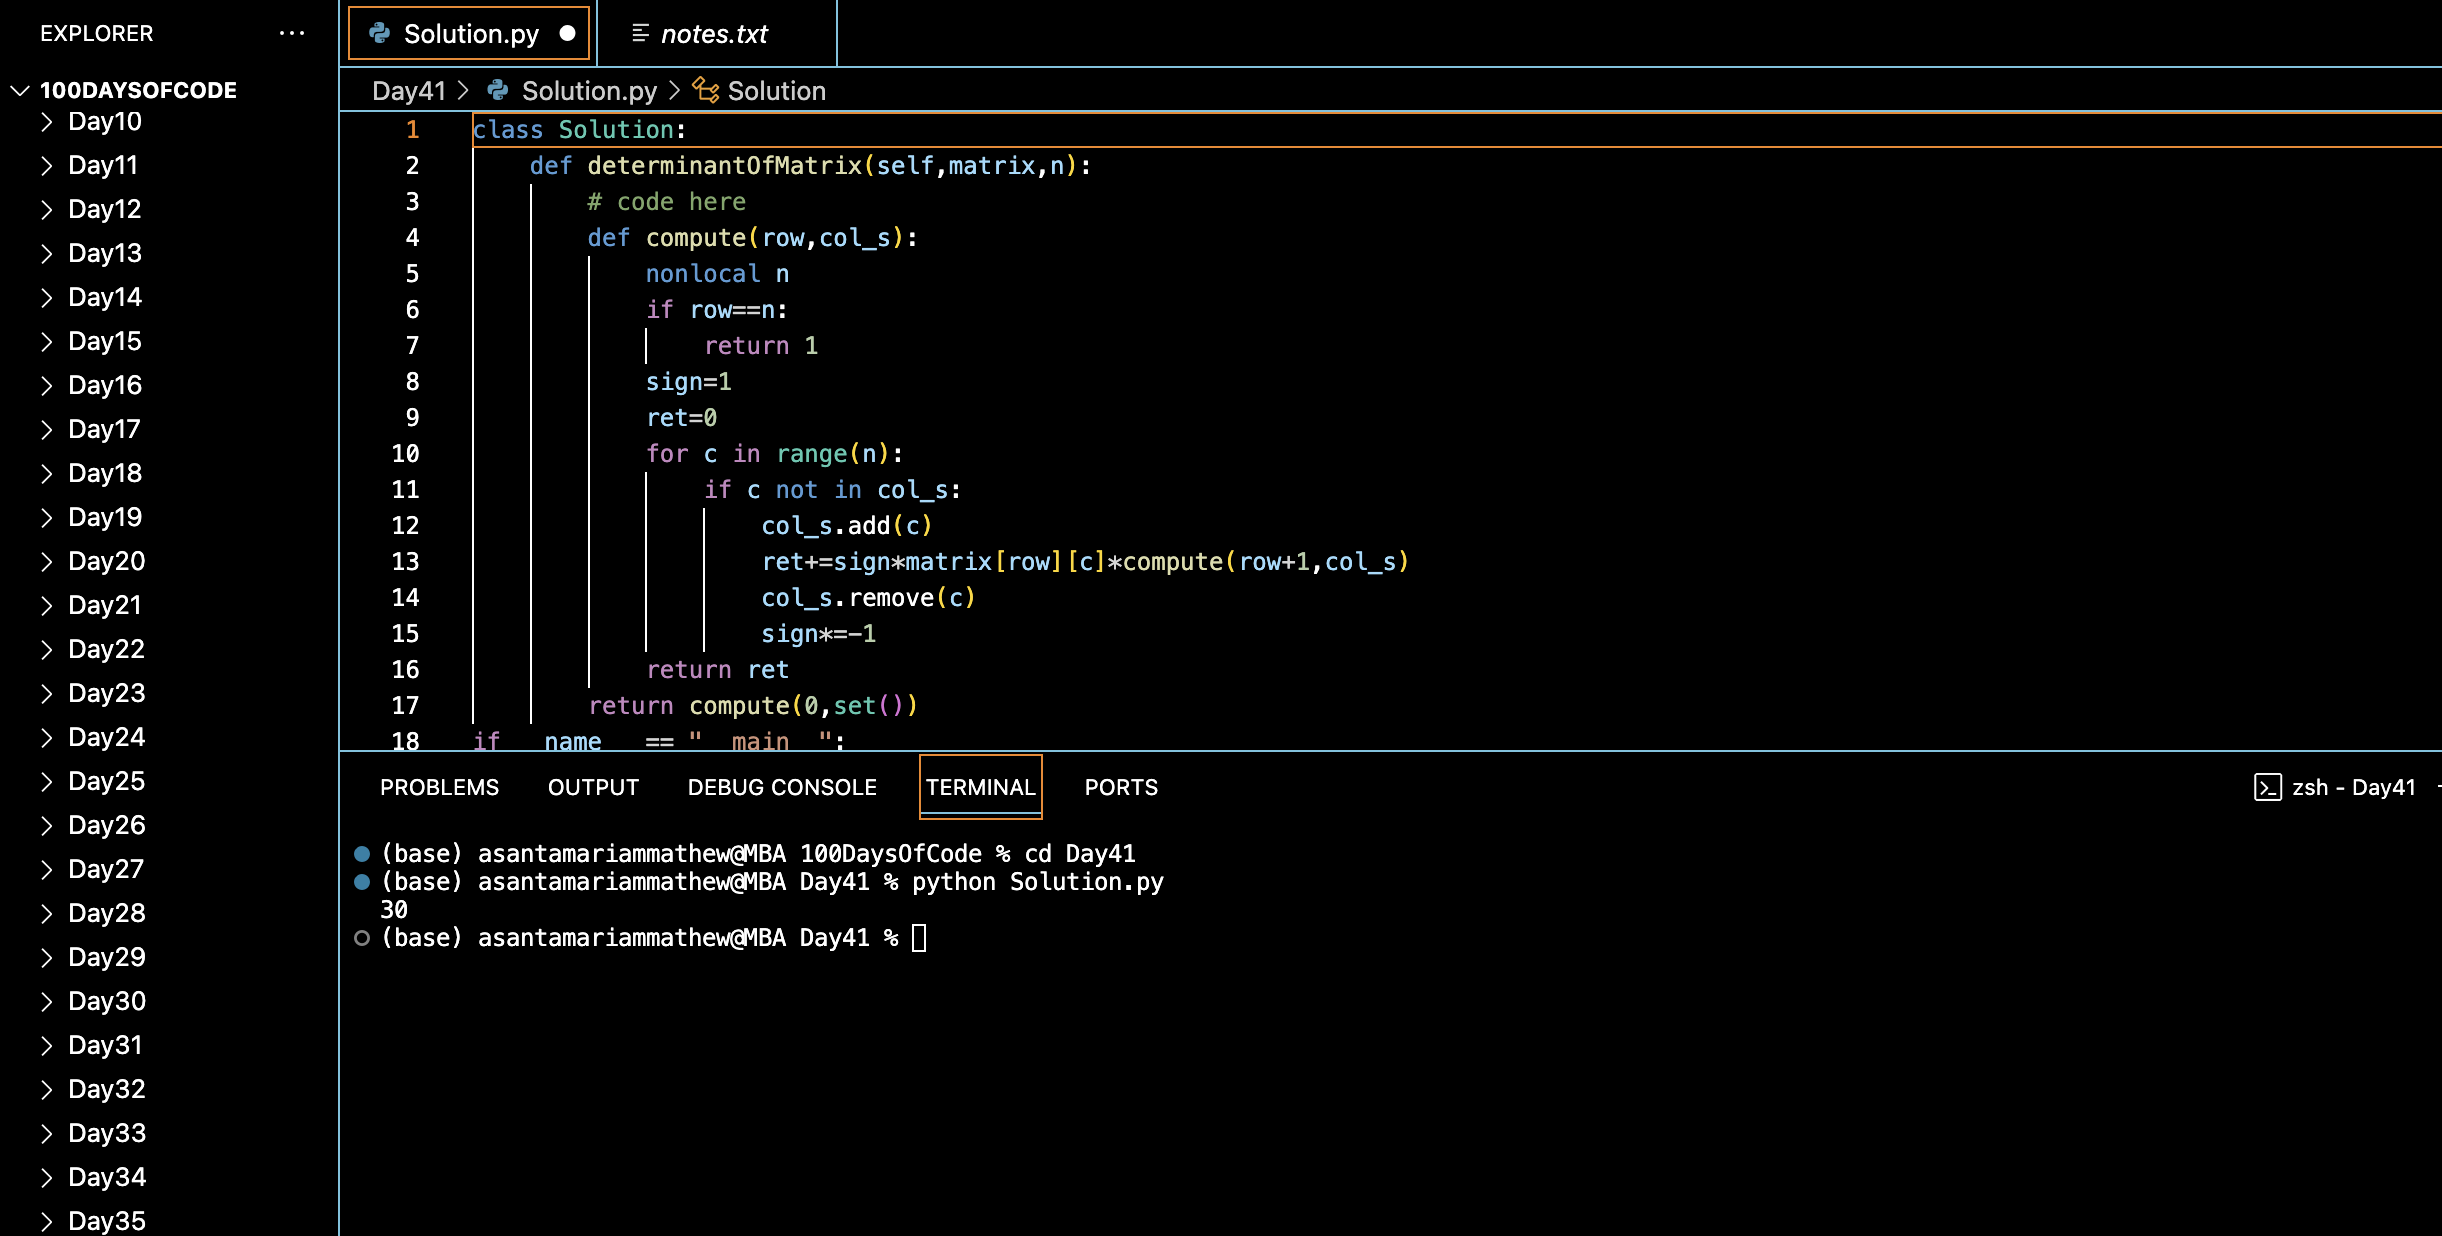 EXPLORER ...
100DAYSOFCODE
Day10
Day11
Day12
Day13
Day14
Day15
Day16
Day17
Day18
Day19
Day20
Day21
Day22
Day23
Day24
Day25
Day26
Day27
Day28
Day29
Day30
Day31
Day32
Day33
Day34
Day35
Solution.py notes.txt
Day41 > Solution.py > Solution
1 class Solution:
2 def determinantOfMatrix(self,matrix,n):
3 # code here
4 def compute(row,col_s):
5 nonlocal n
6 if row==n:
7 return 1
8 sign=1
9 ret=0
10 for c in range(n):
11 if c not in col_s:
12 col_s.add(c)
13 ret+=sign*matrix[row][c]*compute(row+1,col_s)
14 col_s.remove(c)
15 sign*=-1
16 return ret
17 return compute(0,set())
18 if __name__ == "__main__":
PROBLEMS OUTPUT DEBUG CONSOLE TERMINAL PORTS zsh - Day41
(base) asantamariammathew@MBA 100DaysOfCode % cd Day41
(base) asantamariammathew@MBA Day41 % python Solution.py
30
(base) asantamariammathew@MBA Day41 %